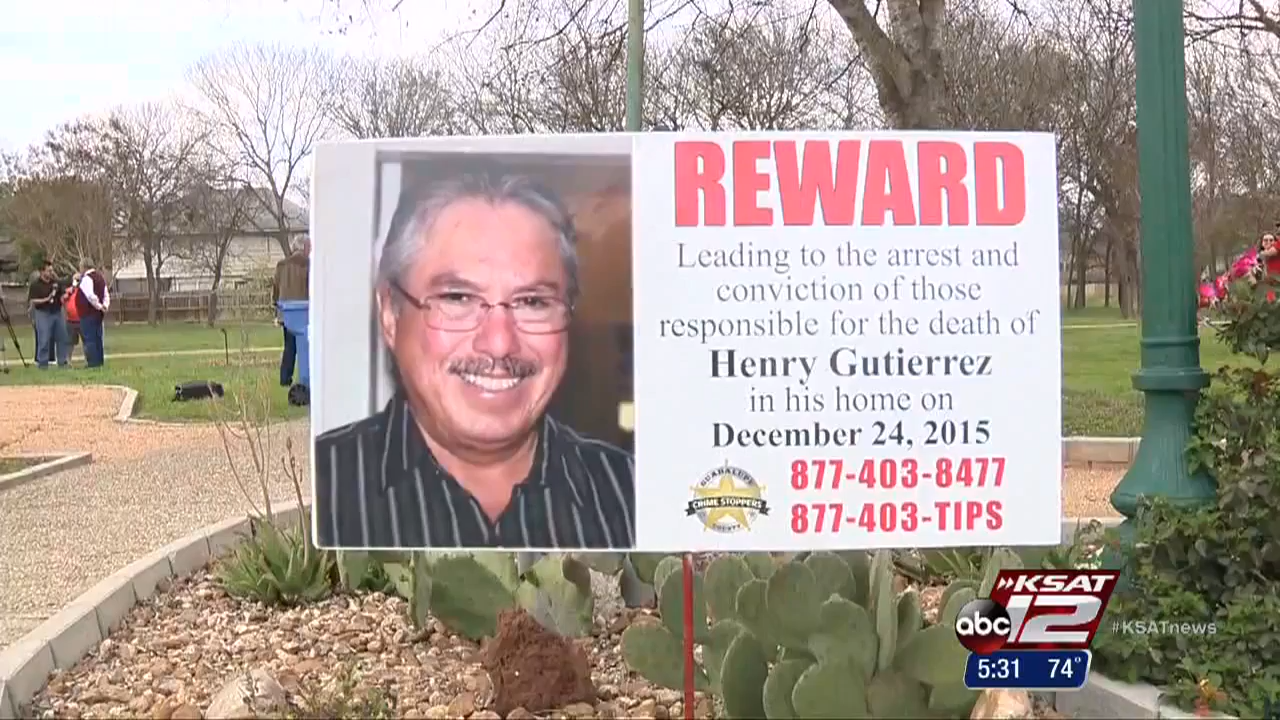 REWARD
Leading to the arrest and
conviction of those
responsible for the death of
Henry Gutierrez
in his home on
December 24, 2015
877-403-8477
877-403-TIPS
GUADALUPE
CRIME STOPPERS
COUNTY
»KSAT
abc 12
#KSATnews
5:31 74°